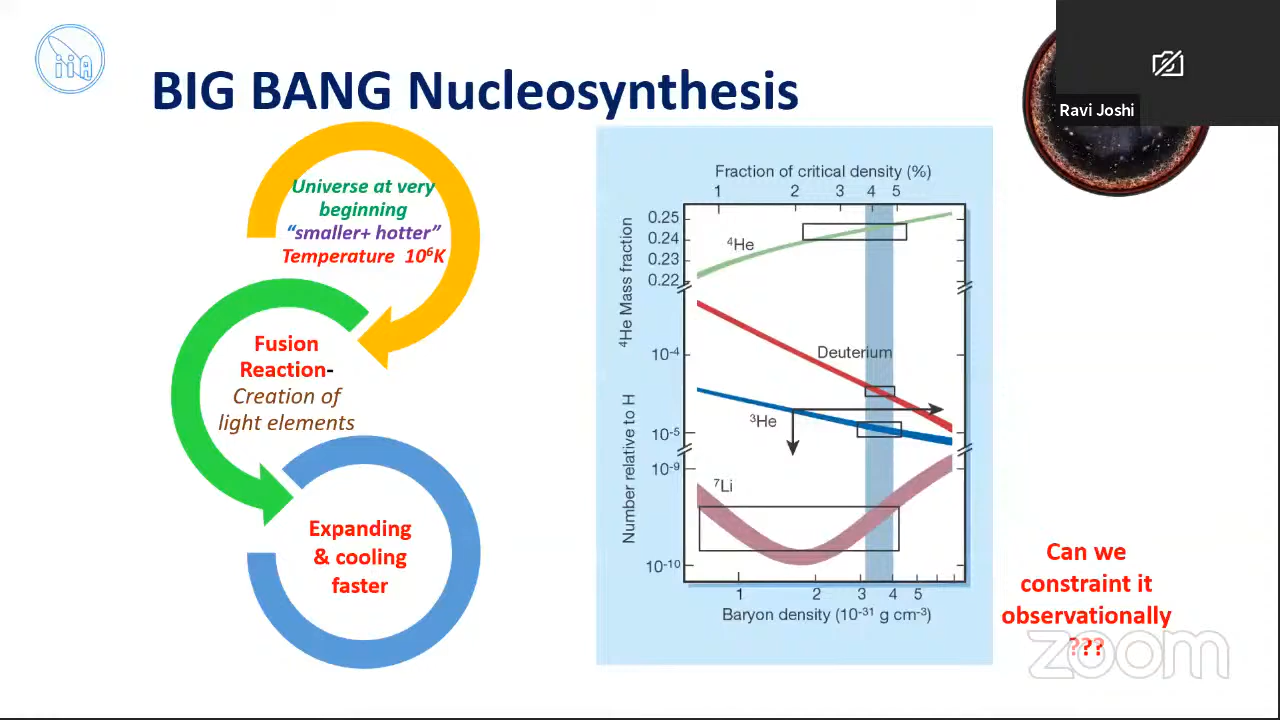 iiA
BIG BANG Nucleosynthesis
Ravi Joshi
Universe at very
beginning
“smaller+ hotter”
Temperature 10⁶K
Fusion
Reaction-
Creation of
light elements
Expanding
& cooling
faster
Fraction of critical density (%)
1 2 3 4 5
⁴He Mass fraction
0.25
0.24
0.23
0.22
⁴He
Number relative to H
10⁻⁴
10⁻⁵
10⁻⁹
10⁻¹⁰
Deuterium
³He
⁷Li
1 2 3 4 5
Baryon density (10⁻³¹ g cm⁻³)
Can we
constraint it
observationally
???
zoom